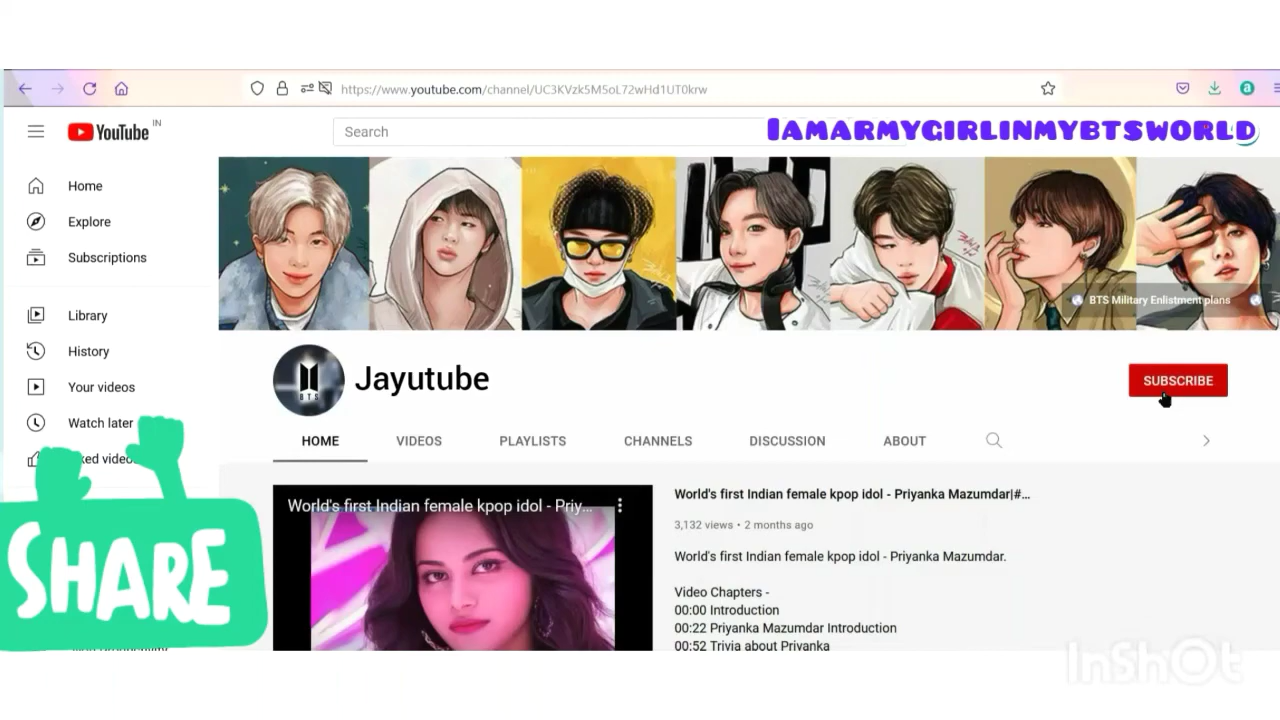 https://www.youtube.com/channel/UC3KVzk5M5oL72wHd1UT0krw
YouTube IN
Search
IAMARMYGIRLINMYBTSWORLD
Home
Explore
Subscriptions
Library
History
Your videos
Watch later
ked videos
SHARE
BTS Military Enlistment plans
BTS
Jayutube
SUBSCRIBE
HOME VIDEOS PLAYLISTS CHANNELS DISCUSSION ABOUT
World's first Indian female kpop idol - Priy...
World's first Indian female kpop idol - Priyanka Mazumdar|#...
3,132 views • 2 months ago
World's first Indian female kpop idol - Priyanka Mazumdar.
Video Chapters -
00:00 Introduction
00:22 Priyanka Mazumdar Introduction
00:52 Trivia about Priyanka
InShOt